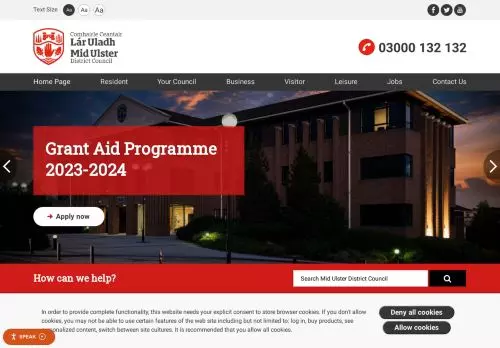 Text Size Aa Aa Aa
Comhairle Ceantair
Lár Uladh
Mid Ulster
District Council
03000 132 132
Home Page Resident Your Council Business Visitor Leisure Jobs Contact Us
Grant Aid Programme
2023-2024
Apply now
How can we help?
Search Mid Ulster District Council
In order to provide complete functionality, this website needs your explicit consent to store browser cookies. If you don't allow
cookies, you may not be able to use certain features of the web site including but not limited to: log in, buy products, see
personalized content, switch between site cultures. It is recommended that you allow all cookies.
Deny all cookies
Allow cookies
SPEAK